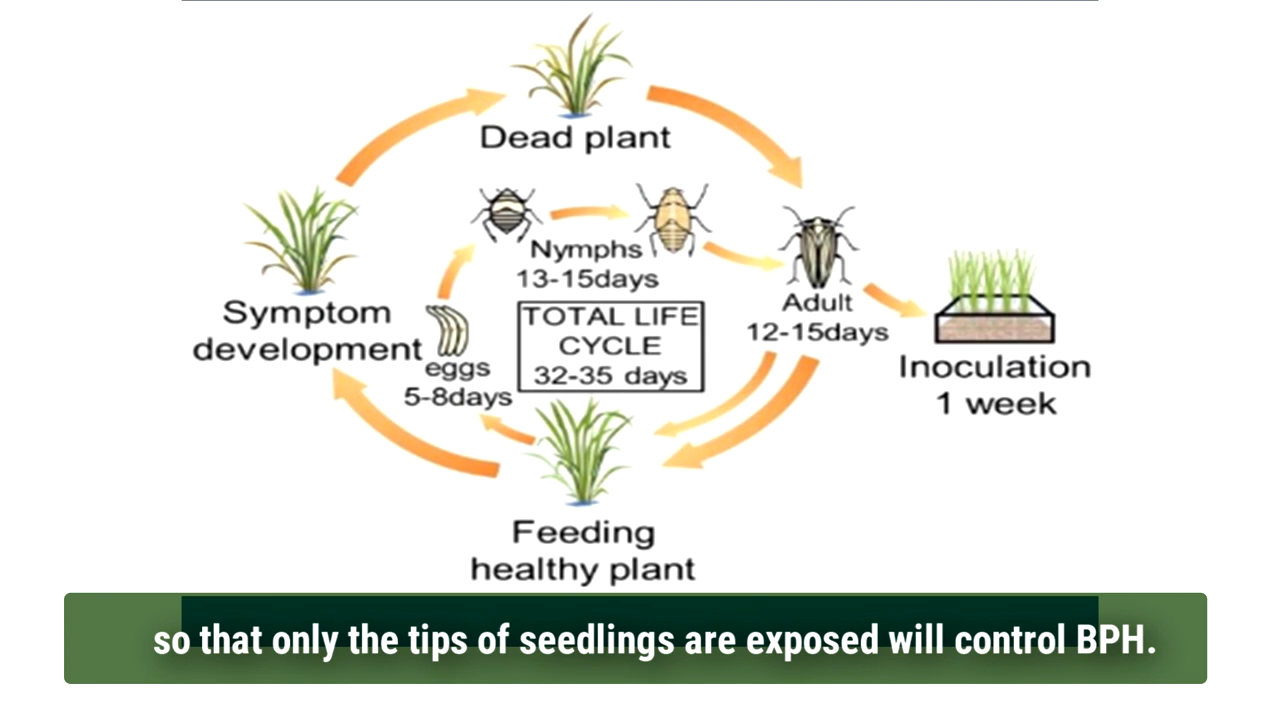 Dead plant
Nymphs
13-15days
Adult
12-15days
Symptom
development
eggs
5-8days
TOTAL LIFE
CYCLE
32-35 days
Inoculation
1 week
Feeding
healthy plant
so that only the tips of seedlings are exposed will control BPH.